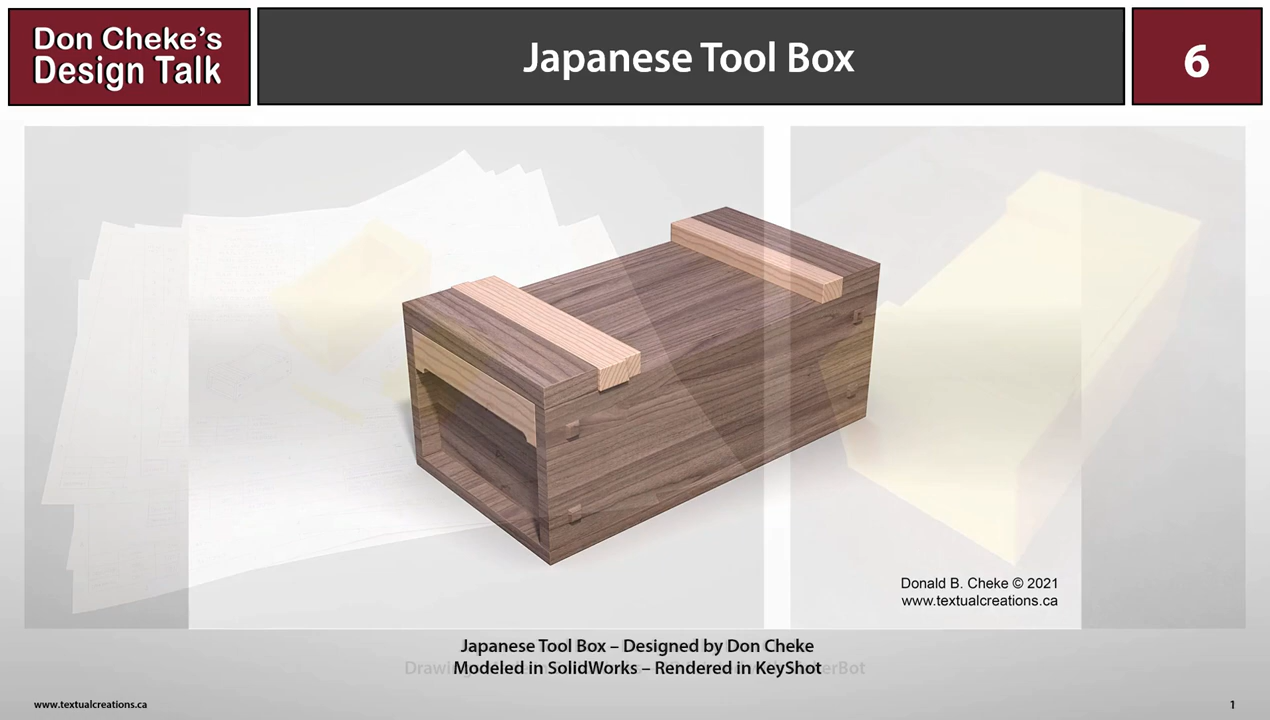 Don Cheke's
Design Talk
Japanese Tool Box
6
Donald B. Cheke © 2021
www.textualcreations.ca
Japanese Tool Box – Designed by Don Cheke
Modeled in SolidWorks – Rendered in KeyShot
www.textualcreations.ca
1